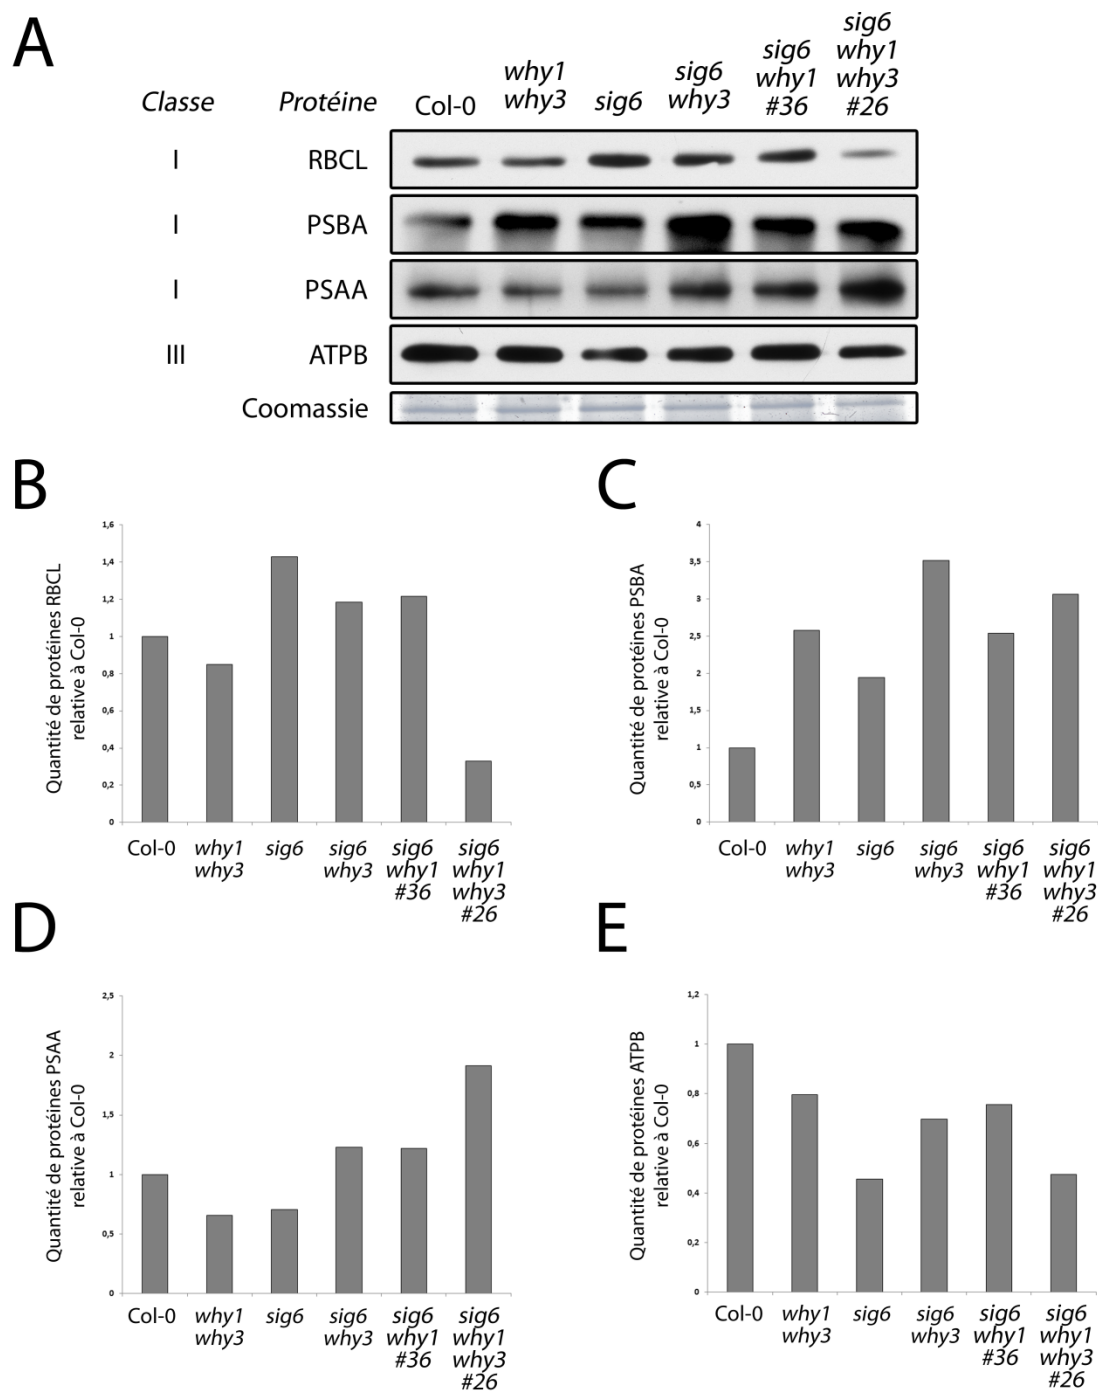 A
Classe
Protéine
Col-0
why1
why3
sig6
sig6
why3
sig6
why1
#36
sig6
why1
why3
#26
I
RBCL
I
PSBA
I
PSAA
III
ATPB
Coomassie
B
Quantité de protéines RBCL
relative à Col-0
1,6
1,4
1,2
1
0,8
0,6
0,4
0,2
0
Col-0
why1
why3
sig6
sig6
why3
sig6
why1
#36
sig6
why1
why3
#26
C
Quantité de protéines PSBA
relative à Col-0
4
3,5
3
2,5
2
1,5
1
0,5
0
Col-0
why1
why3
sig6
sig6
why3
sig6
why1
#36
sig6
why1
why3
#26
D
Quantité de protéines PSAA
relative à Col-0
2,5
2
1,5
1
0,5
0
Col-0
why1
why3
sig6
sig6
why3
sig6
why1
#36
sig6
why1
why3
#26
E
Quantité de protéines ATPB
relative à Col-0
1,2
1
0,8
0,6
0,4
0,2
0
Col-0
why1
why3
sig6
sig6
why3
sig6
why1
#36
sig6
why1
why3
#26